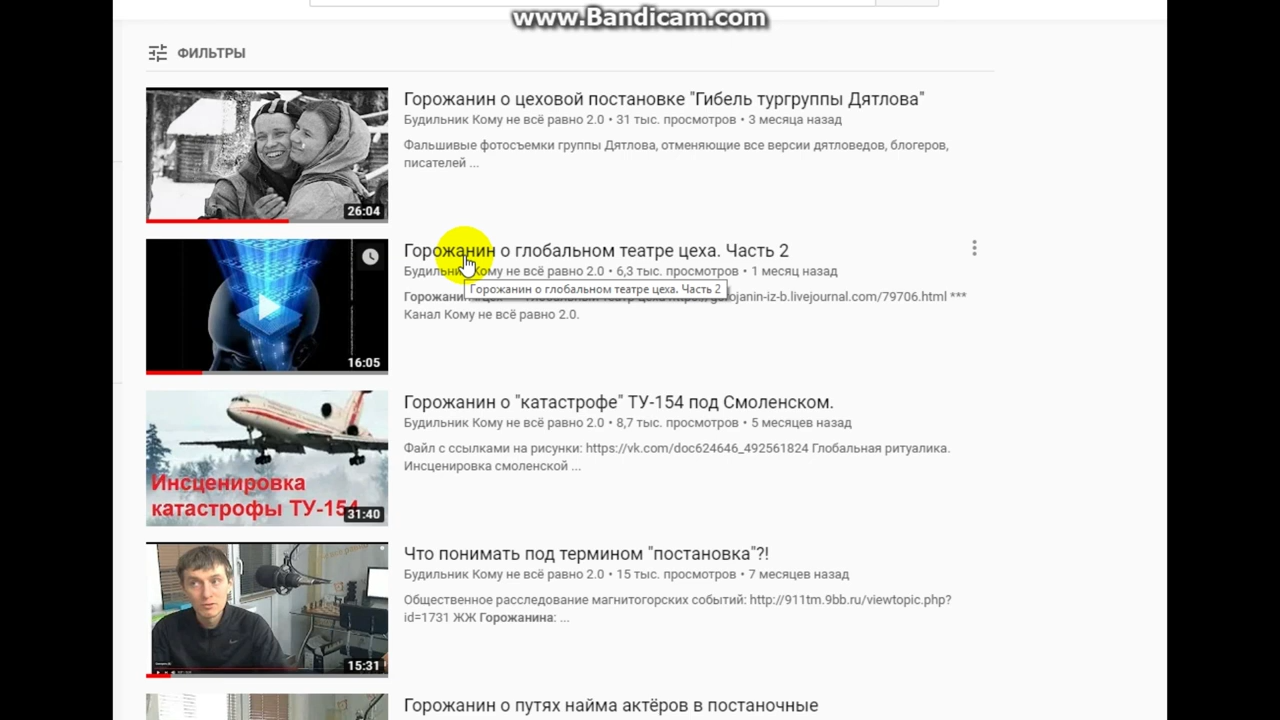 www.Bandicam.com
ФИЛЬТРЫ
Горожанин о цеховой постановке "Гибель тургруппы Дятлова"
Будильник Кому не всё равно 2.0 • 31 тыс. просмотров • 3 месяца назад
Фальшивые фотосъемки группы Дятлова, отменяющие все версии дятловедов, блогеров,
писателей ...
26:04
Горожанин о глобальном театре цеха. Часть 2
Будильник Кому не всё равно 2.0 • 6,3 тыс. просмотров • 1 месяц назад
Горожанин о глобальном театре цеха. Часть 2
Горожанин livejournal.com/79706.html ***
Канал Кому не всё равно 2.0.
16:05
Горожанин о "катастрофе" ТУ-154 под Смоленском.
Будильник Кому не всё равно 2.0 • 8,7 тыс. просмотров • 5 месяцев назад
Файл с ссылками на рисунки: https://vk.com/doc624646_492561824 Глобальная ритуалика.
Инсценировка смоленской ...
Инсценировка
катастрофы ТУ-154
31:40
Что понимать под термином "постановка"?!
Будильник Кому не всё равно 2.0 • 15 тыс. просмотров • 7 месяцев назад
Общественное расследование магнитогорских событий: http://911tm.9bb.ru/viewtopic.php?
id=1731 ЖЖ Горожанина: ...
15:31
Горожанин о путях найма актёров в постаночные